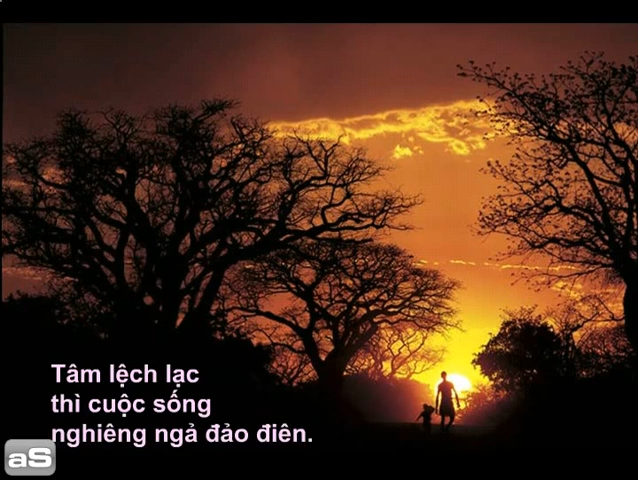 Tâm lệch lạc
thì cuộc sống
nghiêng ngả đảo điên.
aS